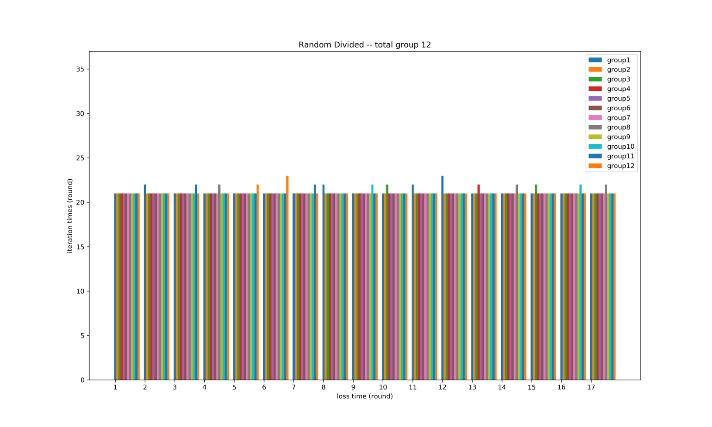 Random Divided -- total group 12
35
30
25
20
15
10
5
0
iteration times (round)
group1
group2
group3
group4
group5
group6
group7
group8
group9
group10
group11
group12
1 2 3 4 5 6 7 8 9 10 11 12 13 14 15 16 17
loss time (round)